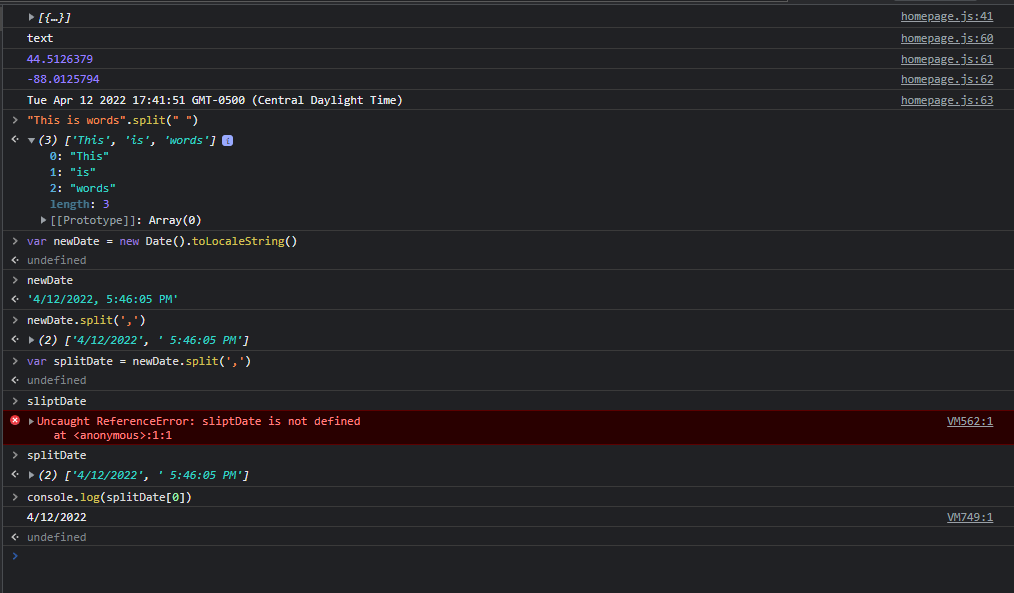 [{…}] homepage.js:41
text homepage.js:60
44.5126379 homepage.js:61
-88.0125794 homepage.js:62
Tue Apr 12 2022 17:41:51 GMT-0500 (Central Daylight Time) homepage.js:63
"This is words".split(" ")
(3) ['This', 'is', 'words'] i
0: "This"
1: "is"
2: "words"
length: 3
[[Prototype]]: Array(0)
var newDate = new Date().toLocaleString()
undefined
newDate
'4/12/2022, 5:46:05 PM'
newDate.split(',')
(2) ['4/12/2022', ' 5:46:05 PM']
var splitDate = newDate.split(',')
undefined
sliptDate
Uncaught ReferenceError: sliptDate is not defined VM562:1
at <anonymous>:1:1
splitDate
(2) ['4/12/2022', ' 5:46:05 PM']
console.log(splitDate[0])
4/12/2022 VM749:1
undefined